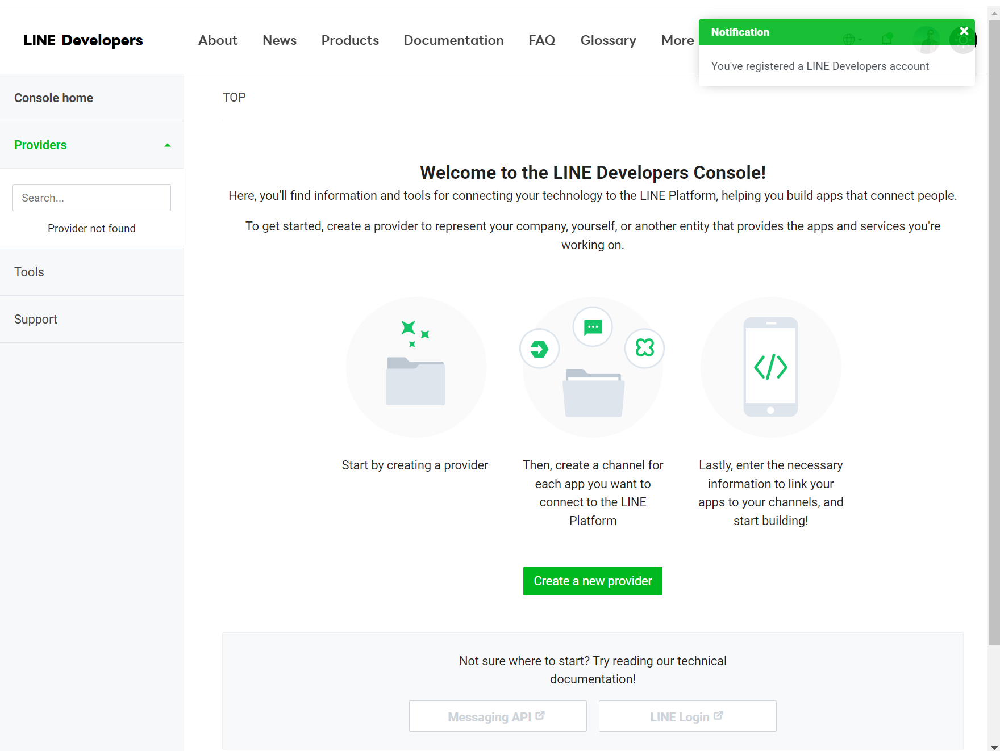 LINE Developers
About News Products Documentation FAQ Glossary More
Notification
You've registered a LINE Developers account
Console home
Providers
Search...
Provider not found
Tools
Support
TOP
Welcome to the LINE Developers Console!
Here, you'll find information and tools for connecting your technology to the LINE Platform, helping you build apps that connect people.
To get started, create a provider to represent your company, yourself, or another entity that provides the apps and services you're
working on.
Start by creating a provider
Then, create a channel for
each app you want to
connect to the LINE
Platform
Lastly, enter the necessary
information to link your
apps to your channels, and
start building!
Create a new provider
Not sure where to start? Try reading our technical
documentation!
Messaging API
LINE Login